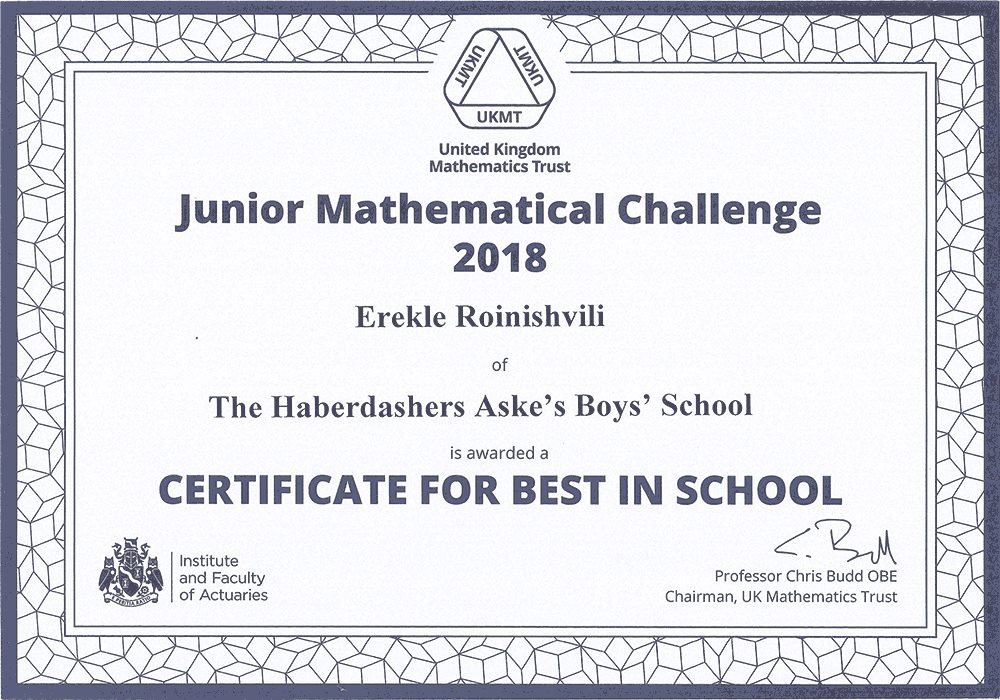 UKMT
UKMT
UKMT
United Kingdom
Mathematics Trust
Junior Mathematical Challenge
2018
Erekle Roinishvili
of
The Haberdashers Aske's Boys' School
is awarded a
CERTIFICATE FOR BEST IN SCHOOL
Institute
and Faculty
of Actuaries
C. Budd
Professor Chris Budd OBE
Chairman, UK Mathematics Trust